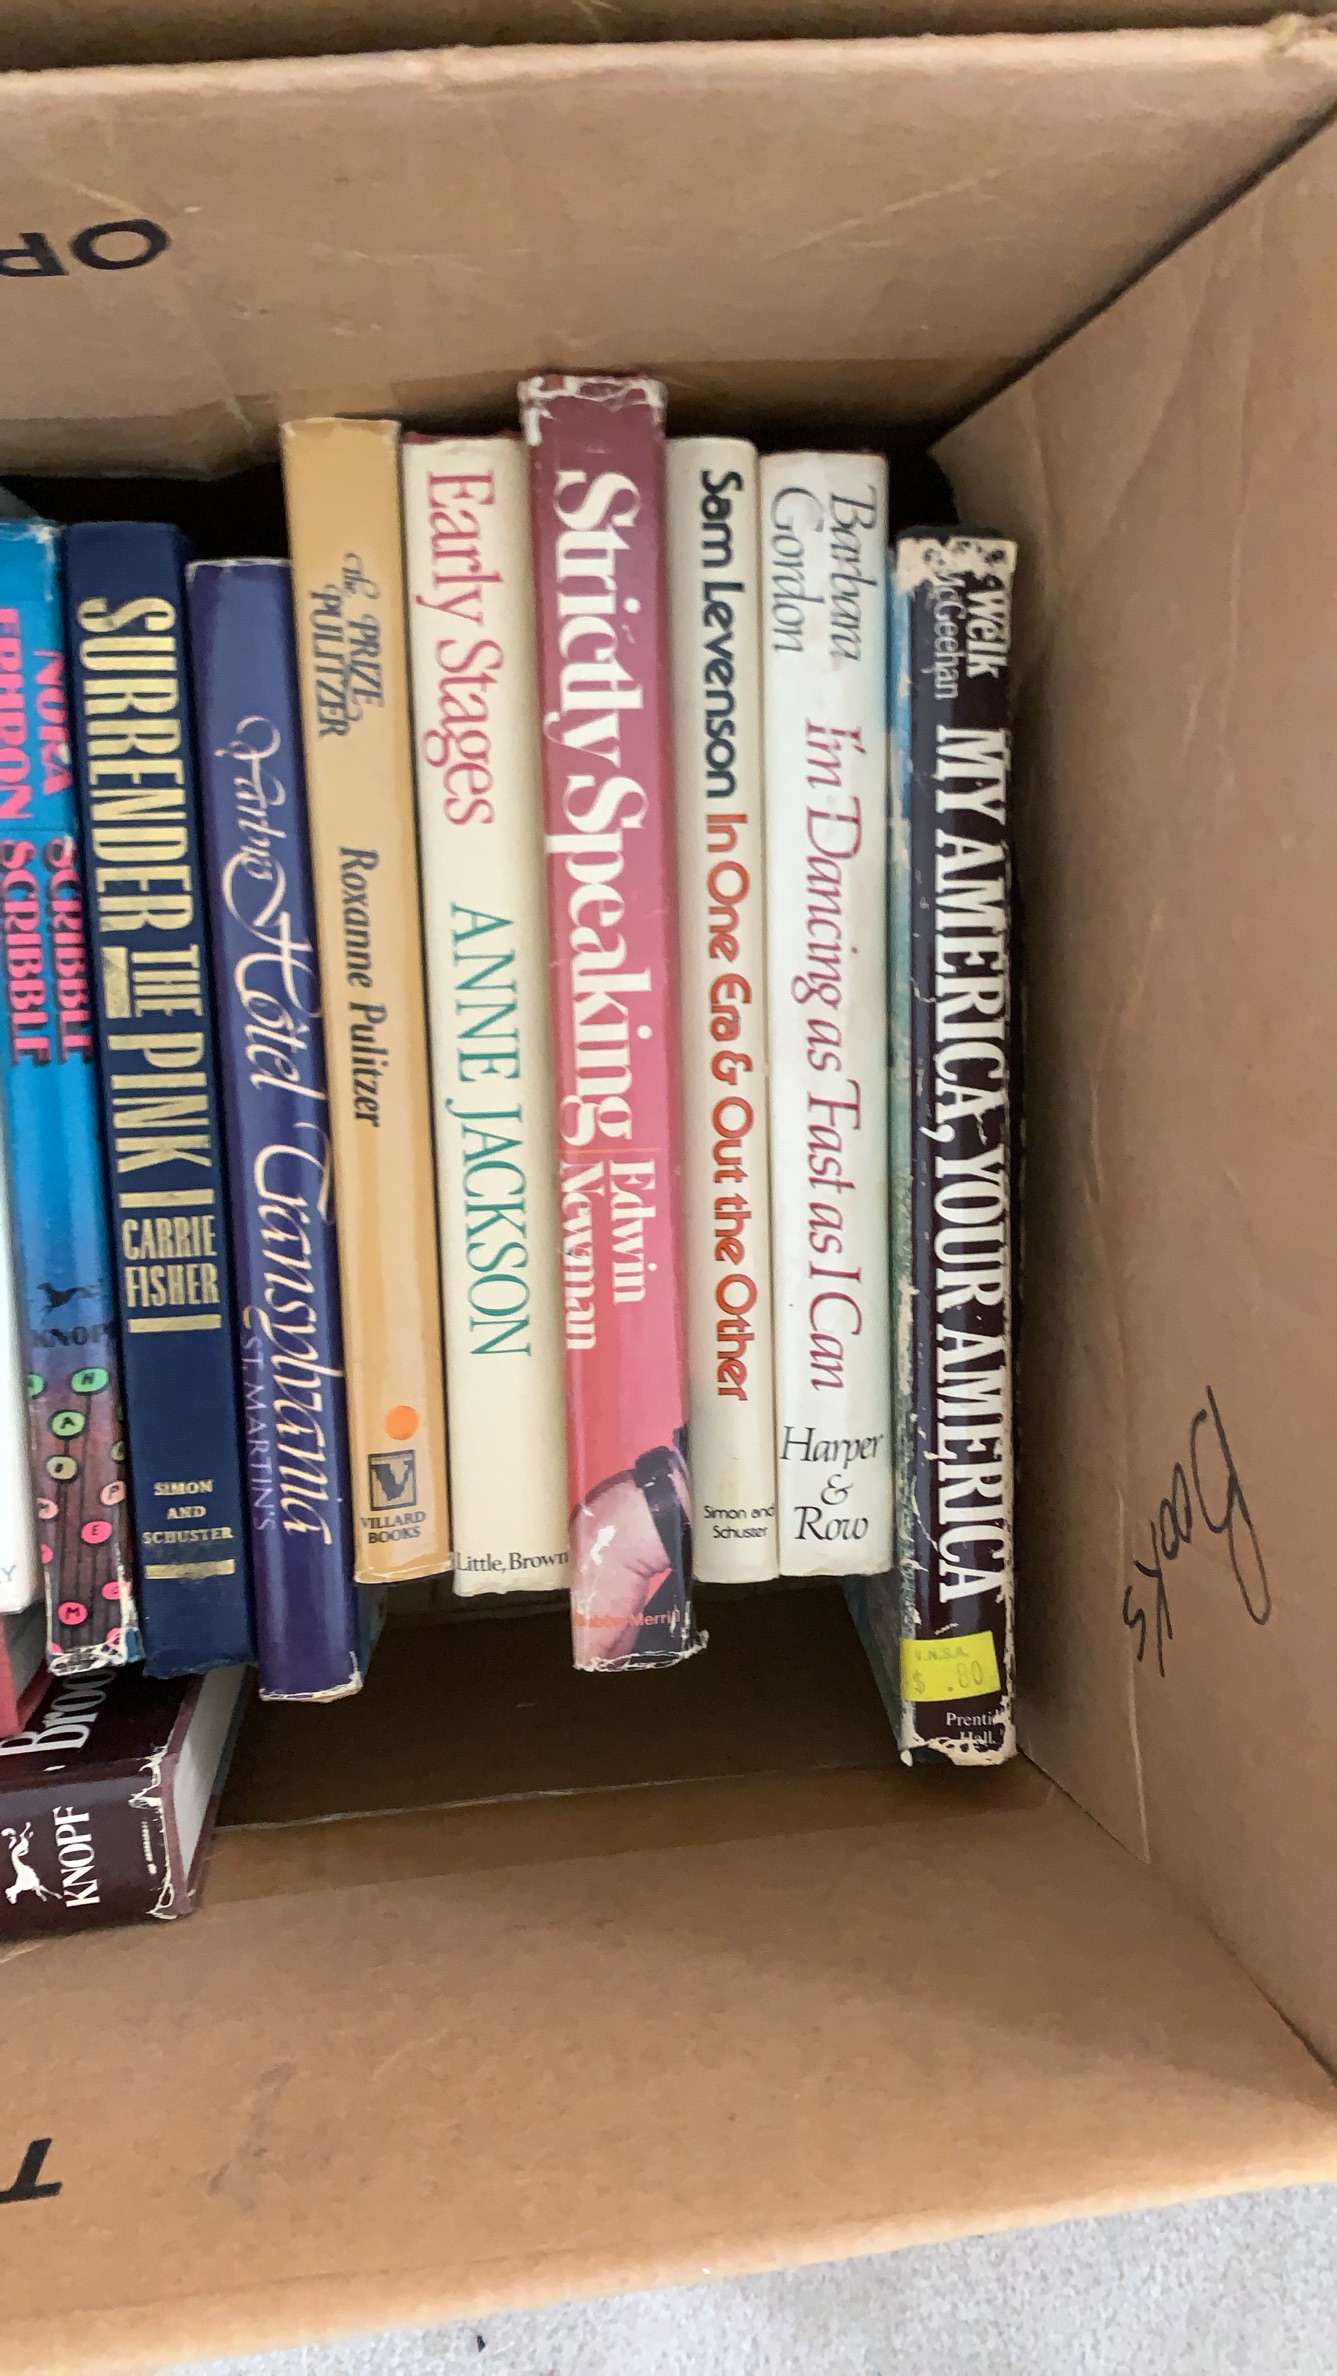 OP
NORA
EPHRON
SCRIBBLE
SCRIBBLE
KNOPF
SURRENDER THE PINK
CARRIE
FISHER
SIMON
AND
SCHUSTER
Hôtel Transylvania
ST. MARTIN'S
the PRIZE
PULITZER
Roxanne Pulitzer
V
VILLARD
BOOKS
Early Stages ANNE JACKSON
Little, Brown
Strictly Speaking
Edwin
Newman
Sam Levenson In One Era & Out the Other
Simon and
Schuster
Barbara
Gordon
I'm Dancing as Fast as I Can
Harper
&
Row
Welk
McGeehan
MY AMERICA, YOUR AMERICA
V.N.S.A.
$ .80
Hall
Books
KNOPF
T